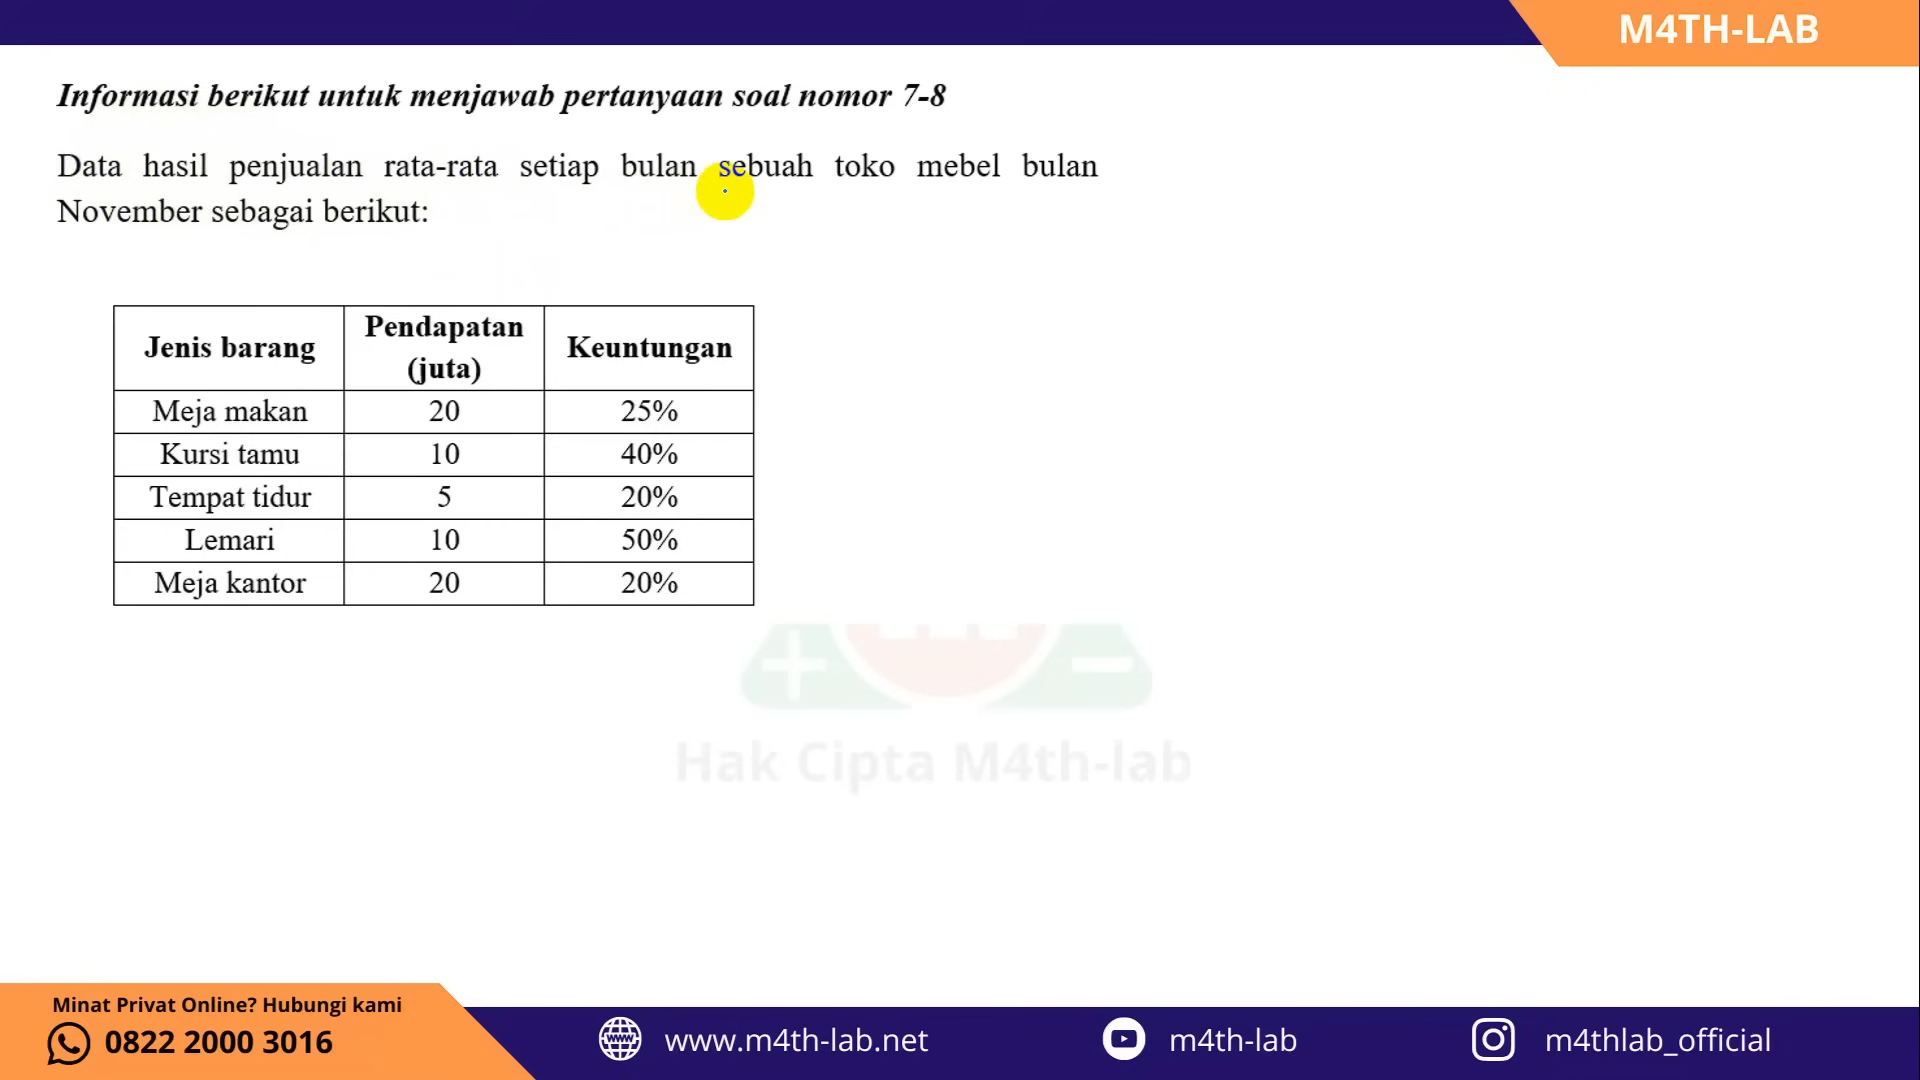 M4TH-LAB
Informasi berikut untuk menjawab pertanyaan soal nomor 7-8
Data hasil penjualan rata-rata setiap bulan sebuah toko mebel bulan
November sebagai berikut:
Jenis barang Pendapatan (juta) Keuntungan
Meja makan 20 25%
Kursi tamu 10 40%
Tempat tidur 5 20%
Lemari 10 50%
Meja kantor 20 20%
Hak Cipta M4th-lab
Minat Privat Online? Hubungi kami
0822 2000 3016
www.m4th-lab.net
m4th-lab
m4thlab_official